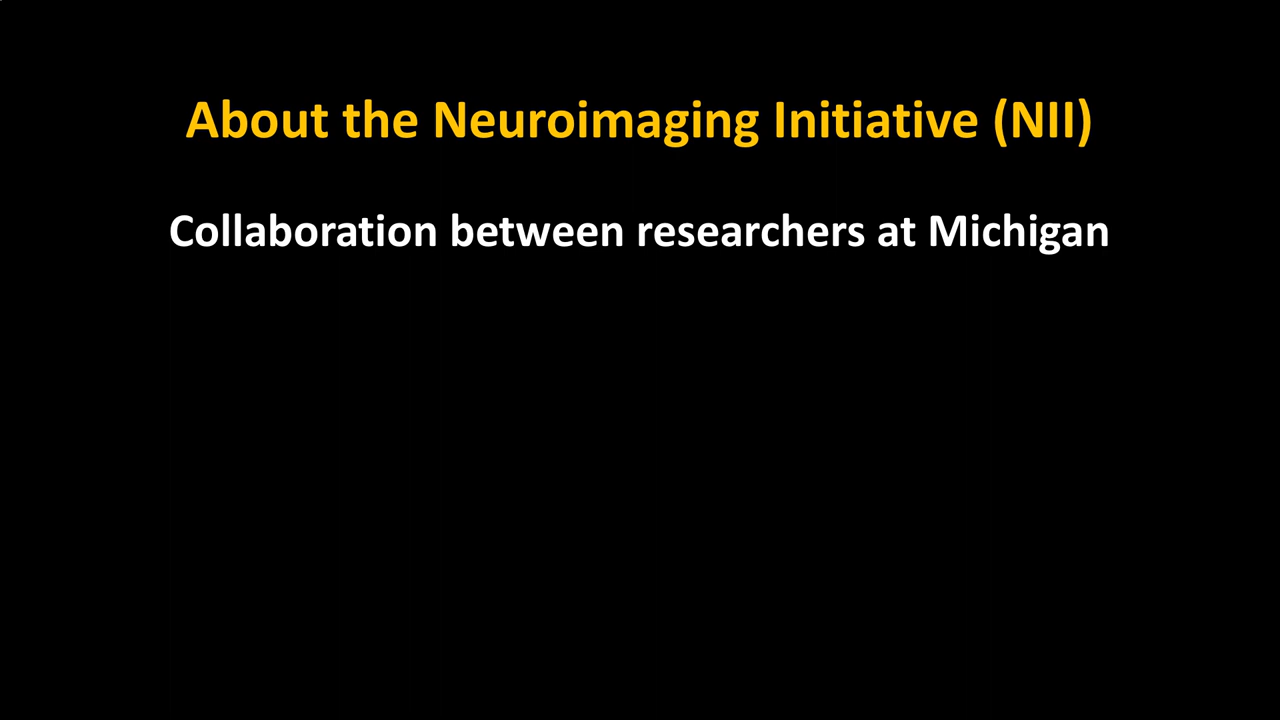 About the Neuroimaging Initiative (NII)
Collaboration between researchers at Michigan